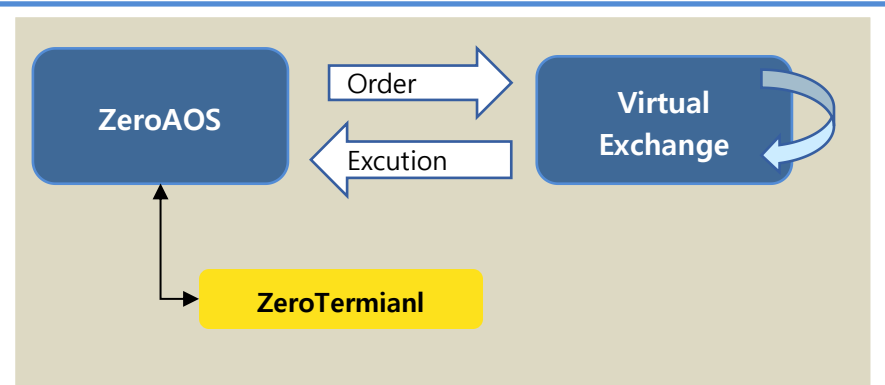 ZeroAOS
Order
Excution
Virtual
Exchange
ZeroTermianl